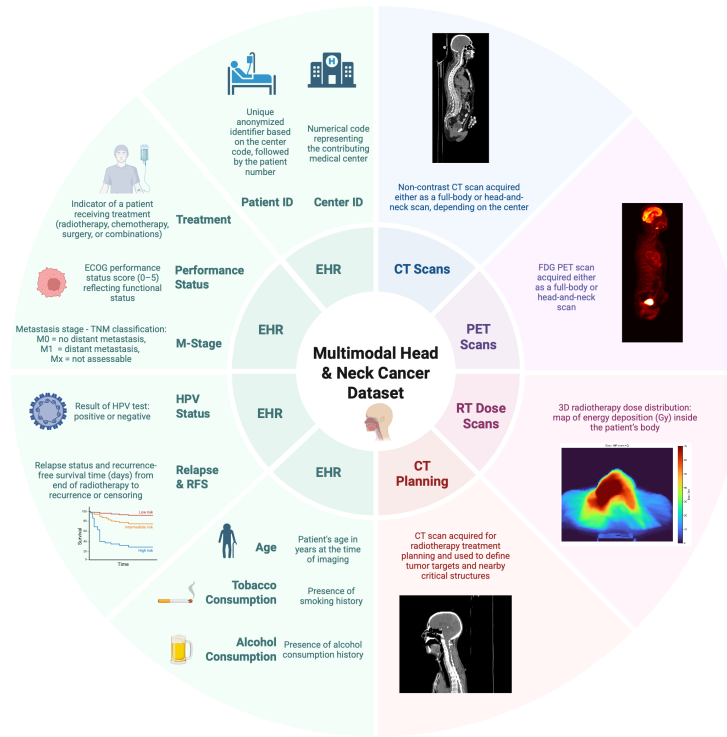 Unique
anonymized
identifier based
on the center
code, followed
by the patient
number
Patient ID
H
Numerical code
representing
the contributing
medical center
Center ID
Non-contrast CT scan acquired
either as a full-body or head-and-
neck scan, depending on the center
Indicator of a patient
receiving treatment
(radiotherapy, chemotherapy,
surgery, or combinations)
Treatment
ECOG performance
status score (0–5)
reflecting functional
status
Performance
Status
Metastasis stage - TNM classification:
M0 = no distant metastasis,
M1 = distant metastasis,
Mx = not assessable
M-Stage
EHR
CT Scans
FDG PET scan
acquired either
as a full-body or
head-and-neck
scan
EHR
PET
Scans
Multimodal Head
& Neck Cancer
Dataset
Result of HPV test:
positive or negative
HPV
Status
EHR
RT Dose
Scans
3D radiotherapy dose distribution:
map of energy deposition (Gy) inside
the patient's body
Relapse status and recurrence-
free survival time (days) from
end of radiotherapy to
recurrence or censoring
Relapse
& RFS
EHR
CT
Planning
Survival
100
80
60
40
20
0
Low risk
Intermediate risk
High risk
Time
CT scan acquired for
radiotherapy treatment
planning and used to define
tumor targets and nearby
critical structures
Age
Patient's age in
years at the time
of imaging
Tobacco
Consumption
Presence of
smoking history
Alcohol
Consumption
Presence of alcohol
consumption history